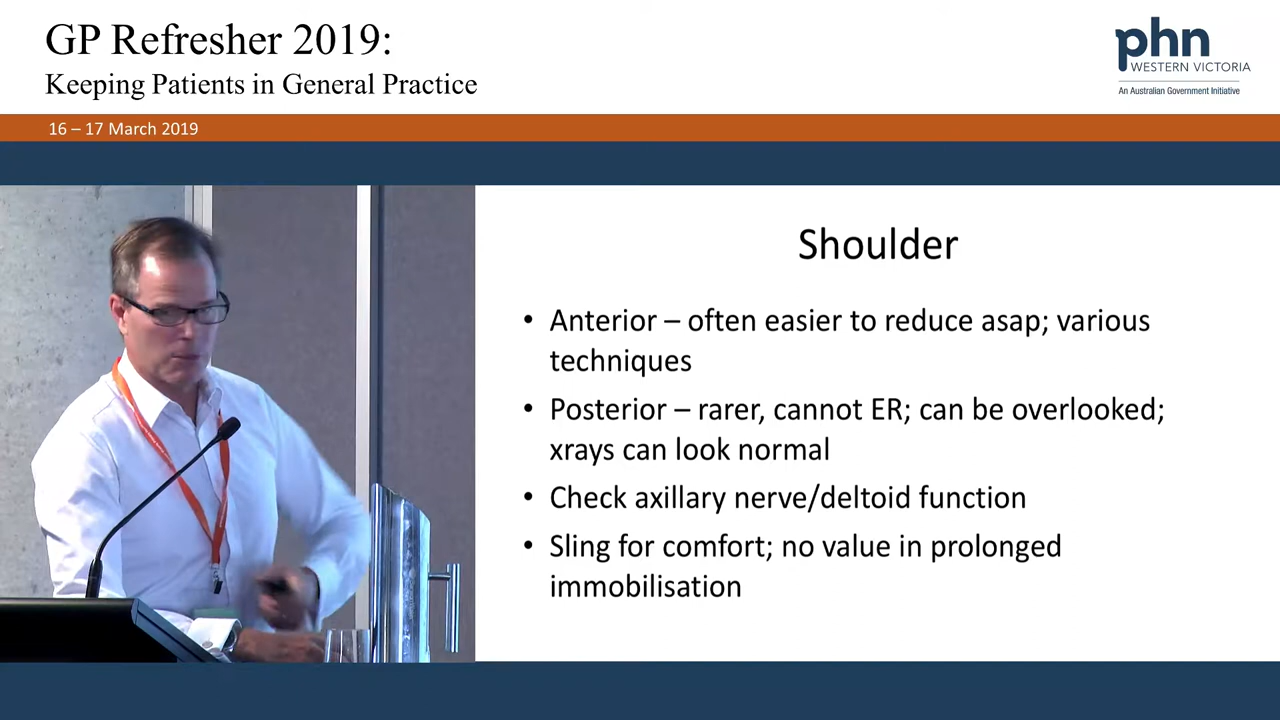 GP Refresher 2019:
Keeping Patients in General Practice
phn
WESTERN VICTORIA
An Australian Government Initiative
16 – 17 March 2019
Shoulder
• Anterior – often easier to reduce asap; various
techniques
• Posterior – rarer, cannot ER; can be overlooked;
xrays can look normal
• Check axillary nerve/deltoid function
• Sling for comfort; no value in prolonged
immobilisation